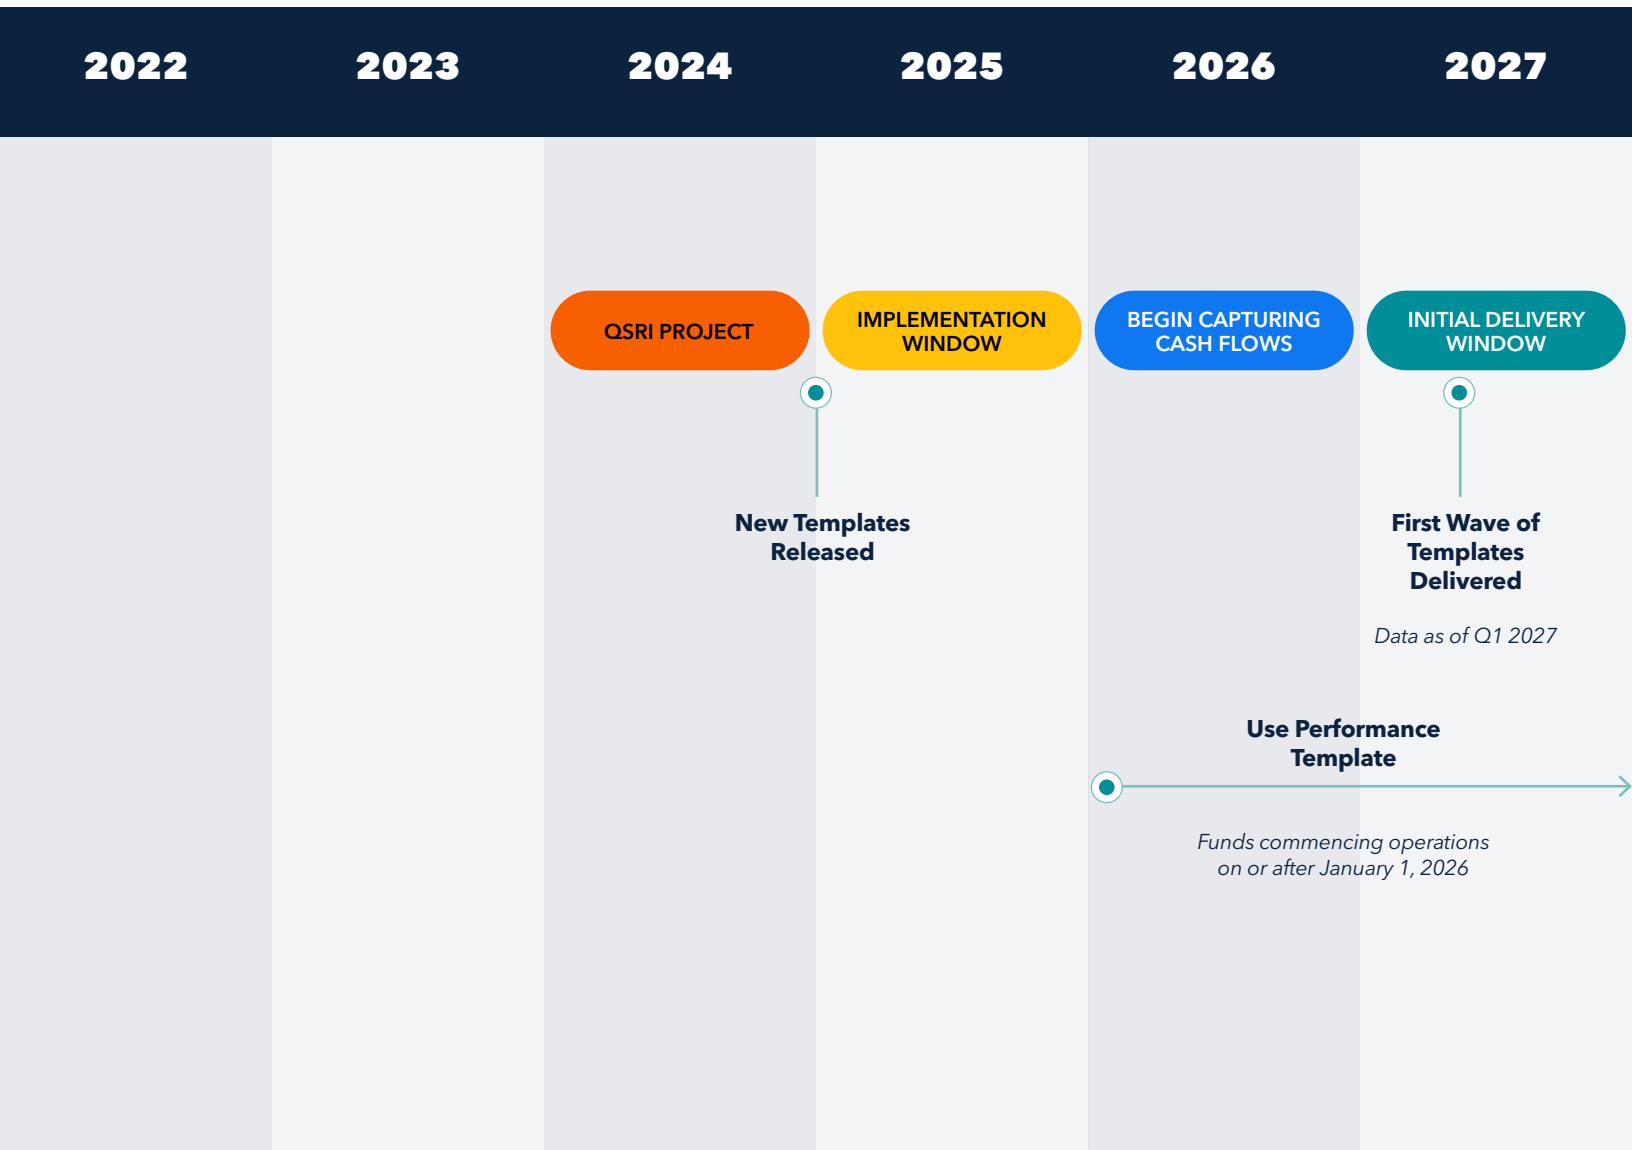 2022 2023 2024 2025 2026 2027
QSRI PROJECT
IMPLEMENTATION
WINDOW
BEGIN CAPTURING
CASH FLOWS
INITIAL DELIVERY
WINDOW
New Templates
Released
First Wave of
Templates
Delivered
Data as of Q1 2027
Use Performance
Template
Funds commencing operations
on or after January 1, 2026